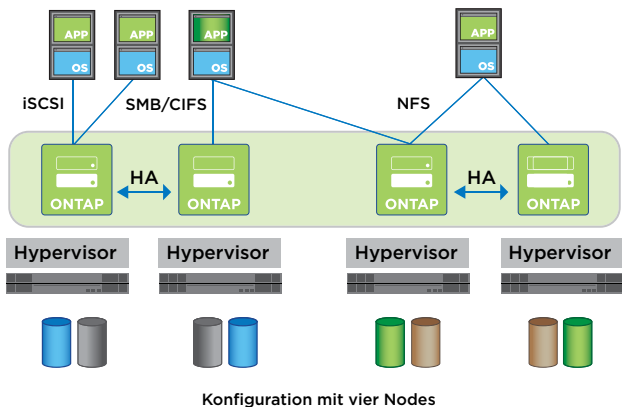 APP
OS
APP
OS
APP
OS
APP
OS
iSCSI
SMB/CIFS
NFS
HA
HA
ONTAP
ONTAP
ONTAP
ONTAP
Hypervisor
Hypervisor
Hypervisor
Hypervisor
Konfiguration mit vier Nodes